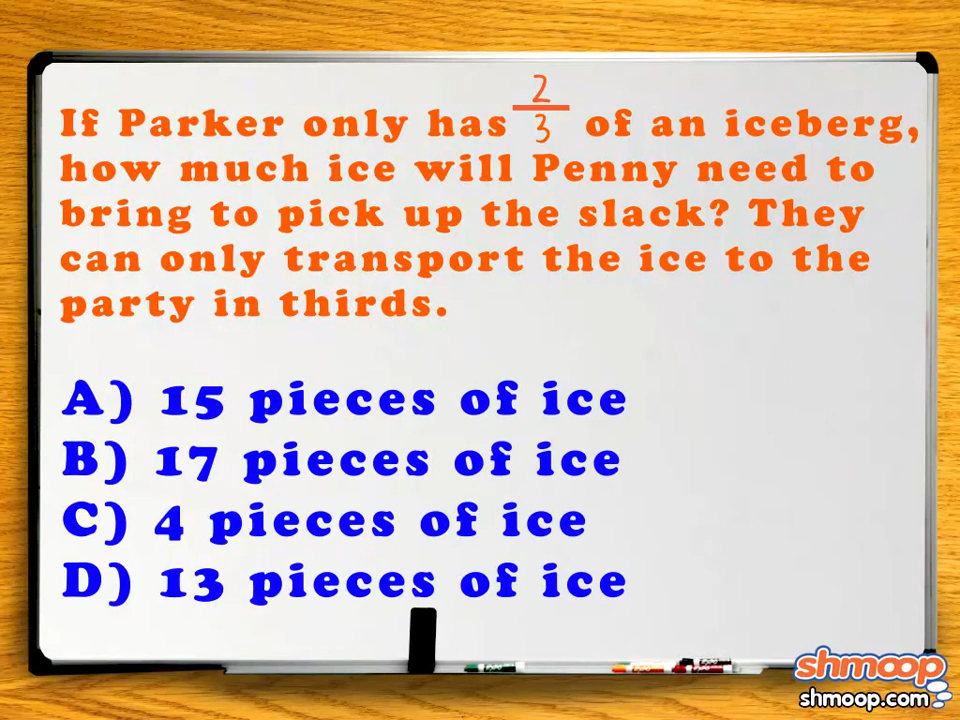 If Parker only has 2/3 of an iceberg,
how much ice will Penny need to
bring to pick up the slack? They
can only transport the ice to the
party in thirds.
A) 15 pieces of ice
B) 17 pieces of ice
C) 4 pieces of ice
D) 13 pieces of ice
shmoop
shmoop.com